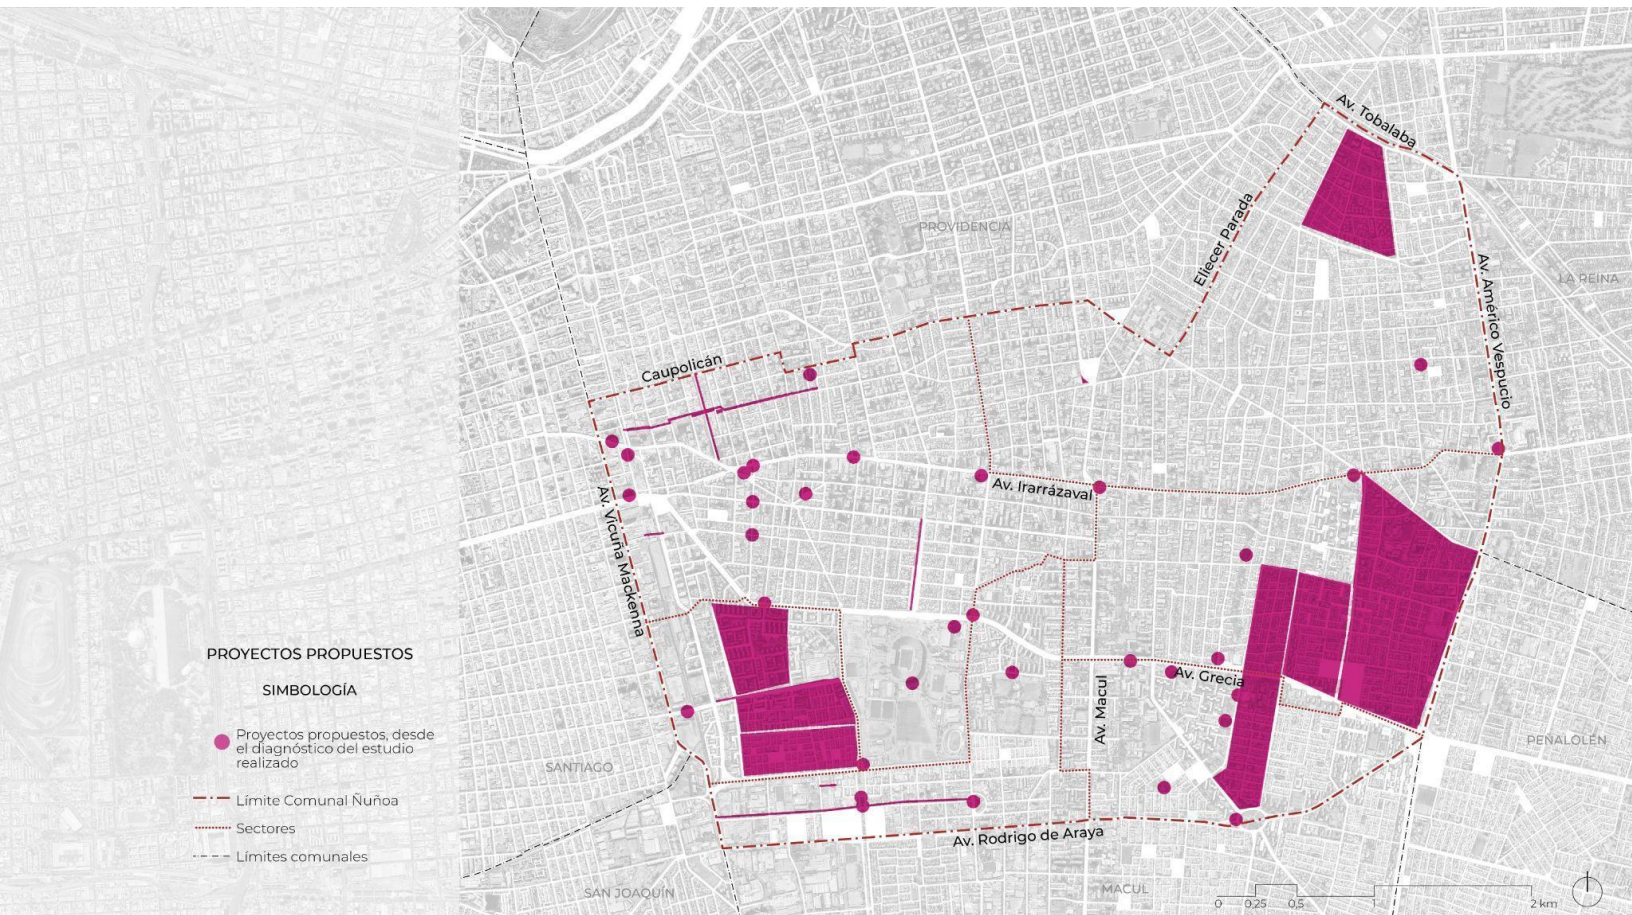 Av. Tobalaba
Eliecer Parada
PROVIDENCIA
LA REINA
Av. Américo Vespucio
Caupolicán
Av. Irarrázaval
Av. Vicuña Mackenna
PROYECTOS PROPUESTOS
SIMBOLOGÍA
Proyectos propuestos, desde
el diagnóstico del estudio
realizado
Límite Comunal Ñuñoa
Sectores
Límites comunales
Av. Grecia
Av. Macul
SANTIAGO
PEÑALOLÉN
Av. Rodrigo de Araya
SAN JOAQUÍN
MACUL
0 0,25 0,5 1 2 km